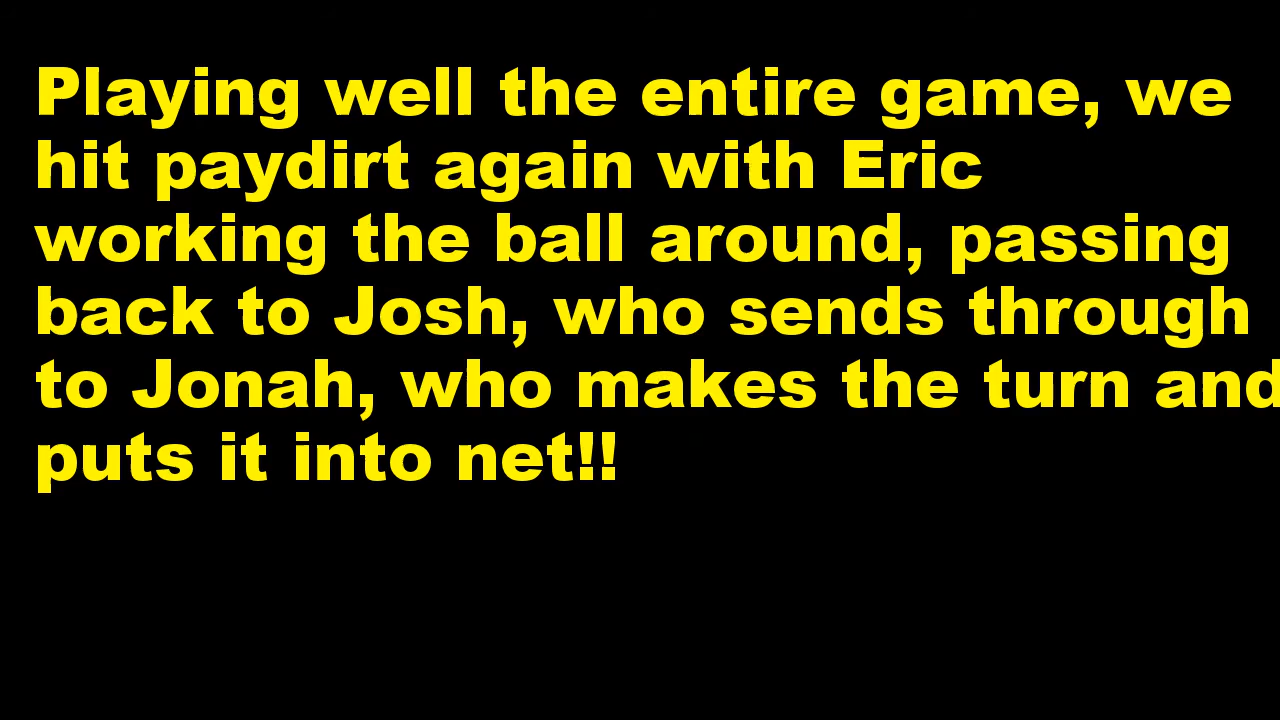 Playing well the entire game, we
hit paydirt again with Eric
working the ball around, passing
back to Josh, who sends through
to Jonah, who makes the turn and
puts it into net!!